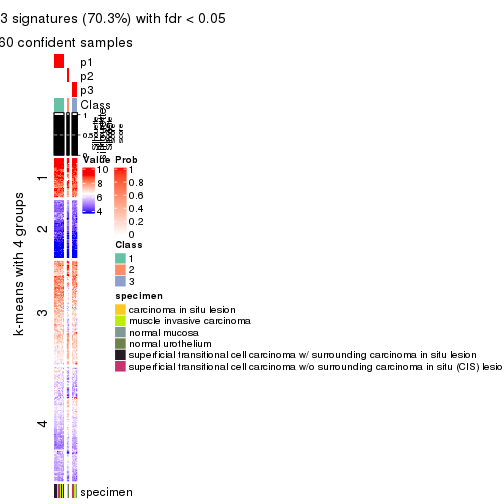 3 signatures (70.3%) with fdr < 0.05
60 confident samples
p1
p2
p3
Class
1
0.5
0
Value
10
8
6
4
Prob
1
0.8
0.6
0.4
0.2
0
Class
1
2
3
specimen
carcinoma in situ lesion
muscle invasive carcinoma
normal mucosa
normal urothelium
superficial transitional cell carcinoma w/ surrounding carcinoma in situ lesion
superficial transitional cell carcinoma w/o surrounding carcinoma in situ (CIS) lesio
k-means with 4 groups
1
2
3
4
specimen